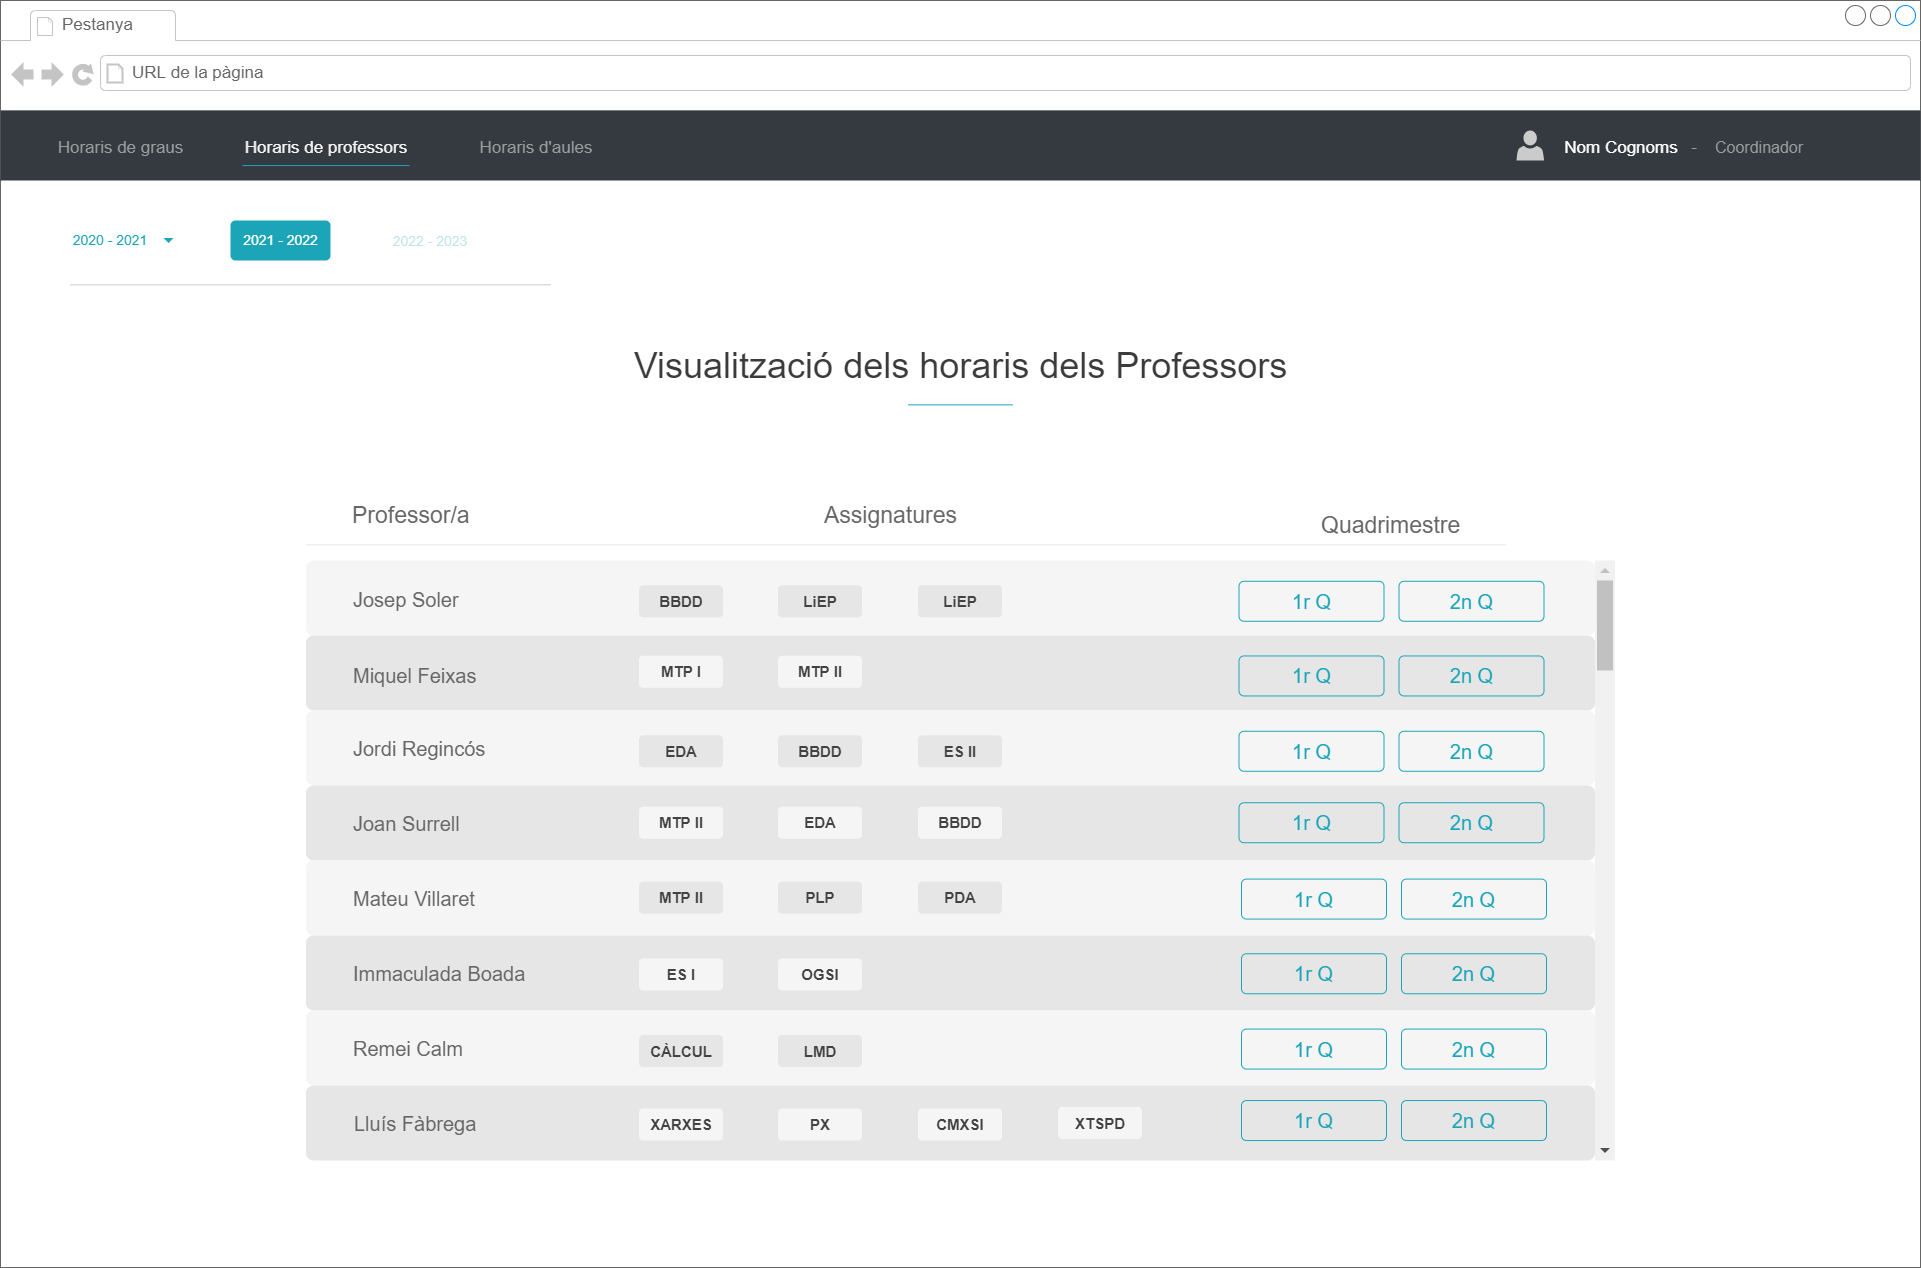 Pestanya
URL de la pàgina
Horaris de graus Horaris de professors Horaris d'aules Nom Cognoms - Coordinador
2020 - 2021 2021 - 2022 2022 - 2023
Visualització dels horaris dels Professors
Professor/a Assignatures Quadrimestre
Josep Soler BBDD LiEP LiEP 1r Q 2n Q
Miquel Feixas MTP I MTP II 1r Q 2n Q
Jordi Regincós EDA BBDD ES II 1r Q 2n Q
Joan Surrell MTP II EDA BBDD 1r Q 2n Q
Mateu Villaret MTP II PLP PDA 1r Q 2n Q
Immaculada Boada ES I OGSI 1r Q 2n Q
Remei Calm CÀLCUL LMD 1r Q 2n Q
Lluís Fàbrega XARXES PX CMXSI XTSPD 1r Q 2n Q